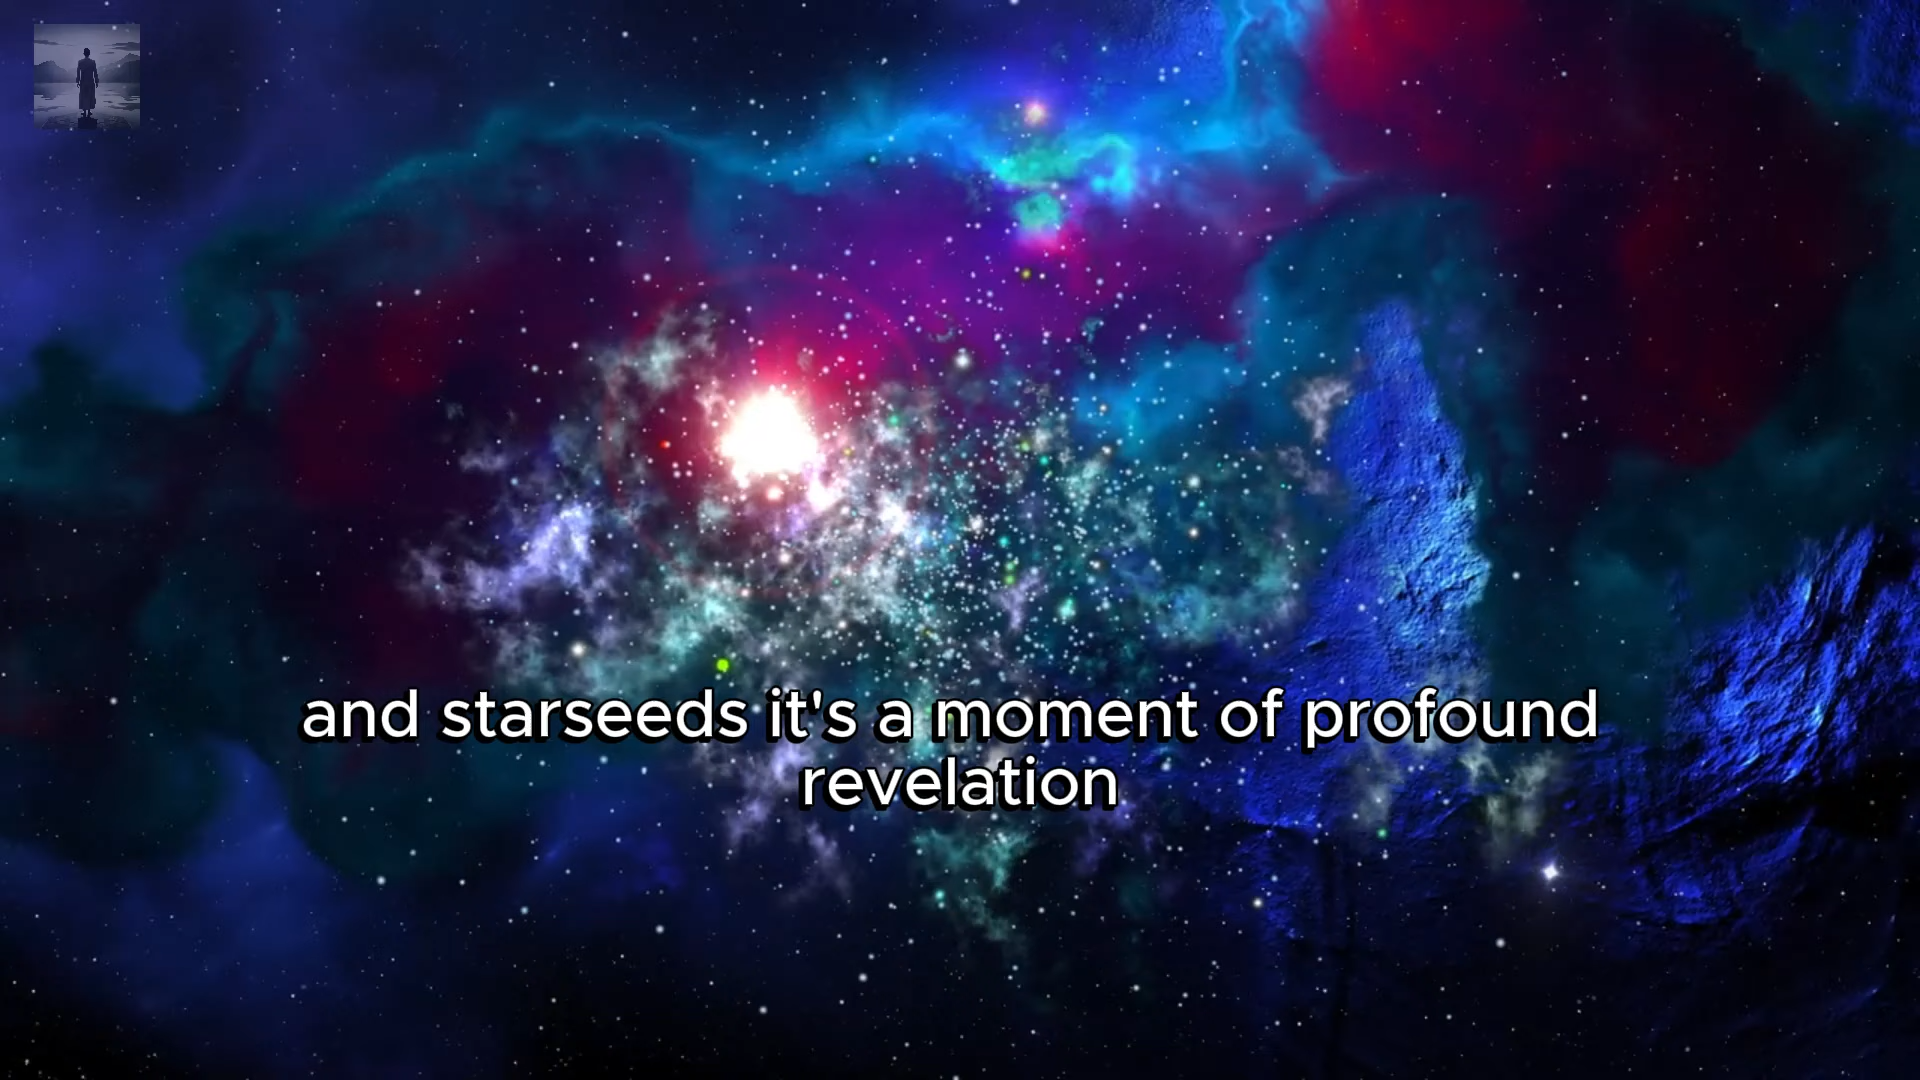 and starseeds it's a moment of profound
revelation